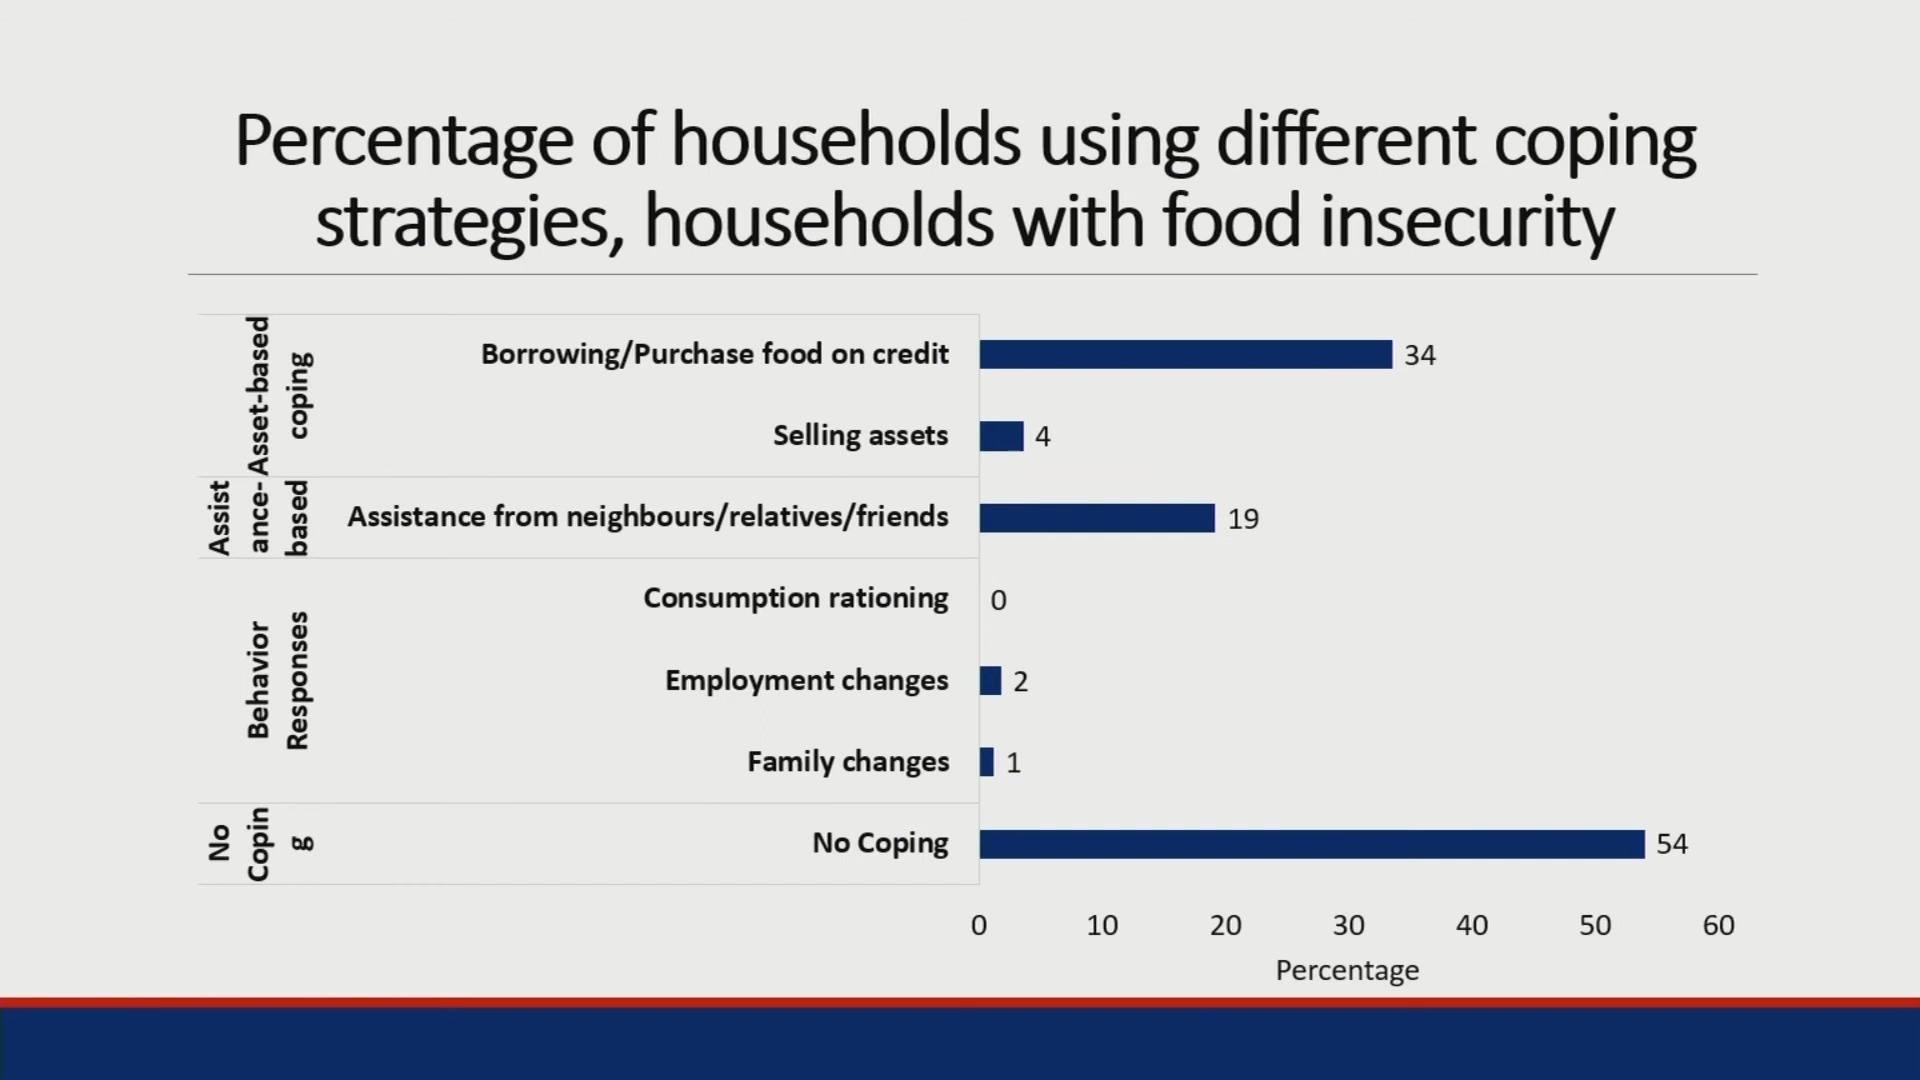 Percentage of households using different coping
strategies, households with food insecurity
Asset-based
coping
Borrowing/Purchase food on credit
34
Selling assets
4
Assist
ance-
based
Assistance from neighbours/relatives/friends
19
Behavior
Responses
Consumption rationing
0
Employment changes
2
Family changes
1
No
Copin
g
No Coping
54
0 10 20 30 40 50 60
Percentage